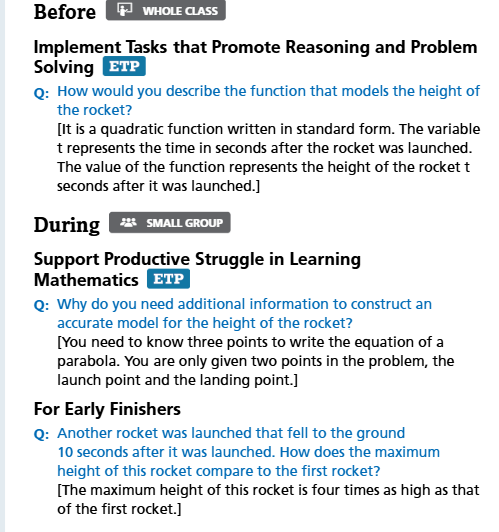 Before WHOLE CLASS
Implement Tasks that Promote Reasoning and Problem
Solving ETP
Q: How would you describe the function that models the height of
the rocket?
[It is a quadratic function written in standard form. The variable
t represents the time in seconds after the rocket was launched.
The value of the function represents the height of the rocket t
seconds after it was launched.]
During SMALL GROUP
Support Productive Struggle in Learning
Mathematics ETP
Q: Why do you need additional information to construct an
accurate model for the height of the rocket?
[You need to know three points to write the equation of a
parabola. You are only given two points in the problem, the
launch point and the landing point.]
For Early Finishers
Q: Another rocket was launched that fell to the ground
10 seconds after it was launched. How does the maximum
height of this rocket compare to the first rocket?
[The maximum height of this rocket is four times as high as that
of the first rocket.]